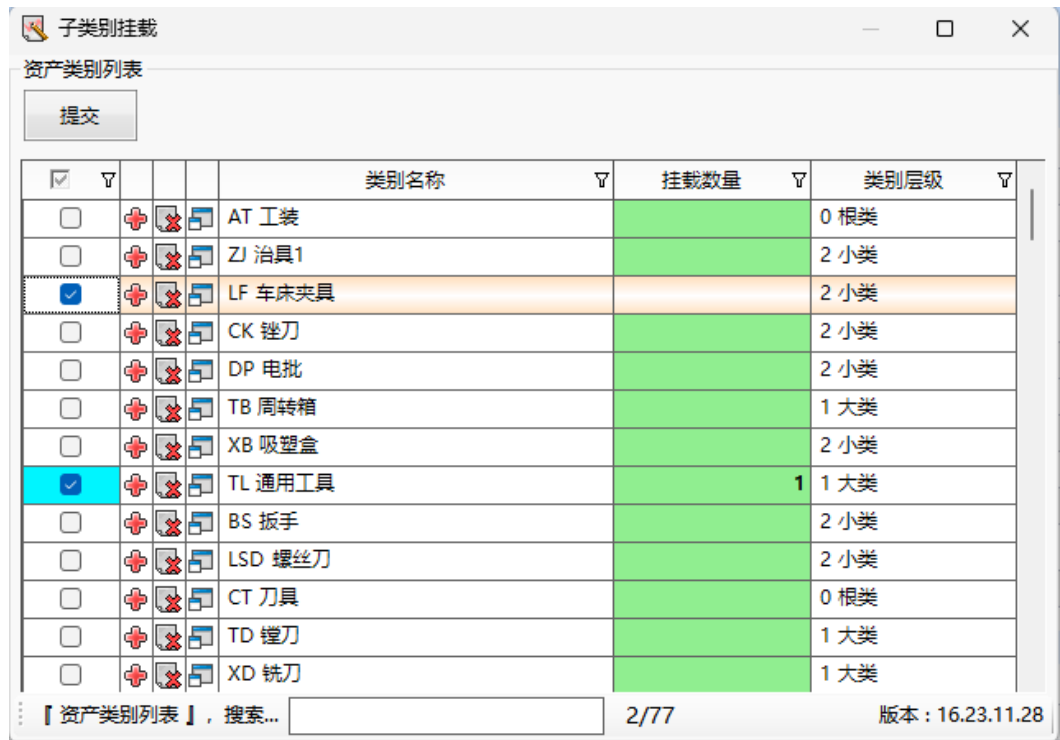 子类别挂载
资产类别列表
提交
类别名称 挂载数量 类别层级
AT 工装 0 根类
ZJ 治具1 2 小类
LF 车床夹具 2 小类
CK 锉刀 2 小类
DP 电批 2 小类
TB 周转箱 1 大类
XB 吸塑盒 2 小类
TL 通用工具 1 1 大类
BS 扳手 2 小类
LSD 螺丝刀 2 小类
CT 刀具 0 根类
TD 镗刀 1 大类
XD 铣刀 1 大类
『 资产类别列表 』, 搜索... 2/77 版本 : 16.23.11.28